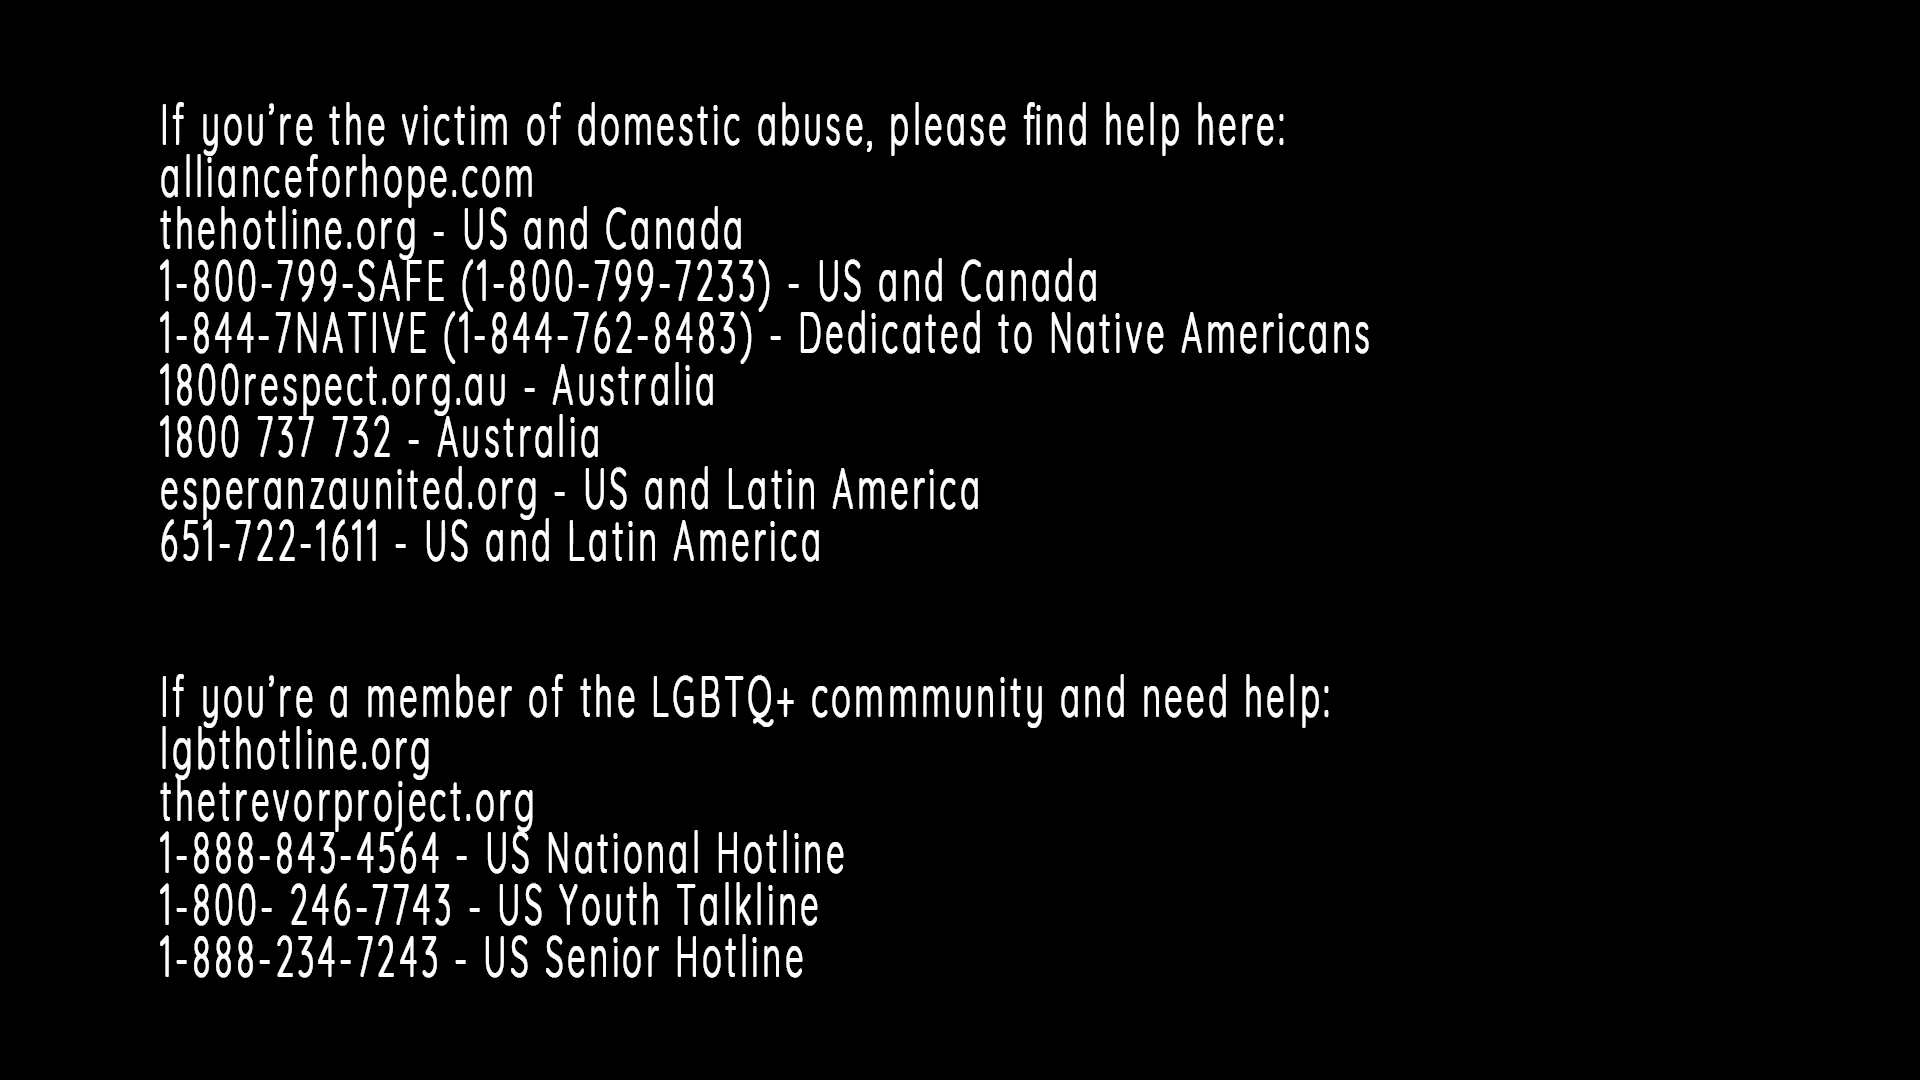 If you’re the victim of domestic abuse, please find help here:
allianceforhope.com
thehotline.org - US and Canada
1-800-799-SAFE (1-800-799-7233) - US and Canada
1-844-7NATIVE (1-844-762-8483) - Dedicated to Native Americans
1800respect.org.au - Australia
1800 737 732 - Australia
esperanzaunited.org - US and Latin America
651-722-1611 - US and Latin America
If you’re a member of the LGBTQ+ commmunity and need help:
lgbthotline.org
thetrevorproject.org
1-888-843-4564 - US National Hotline
1-800- 246-7743 - US Youth Talkline
1-888-234-7243 - US Senior Hotline